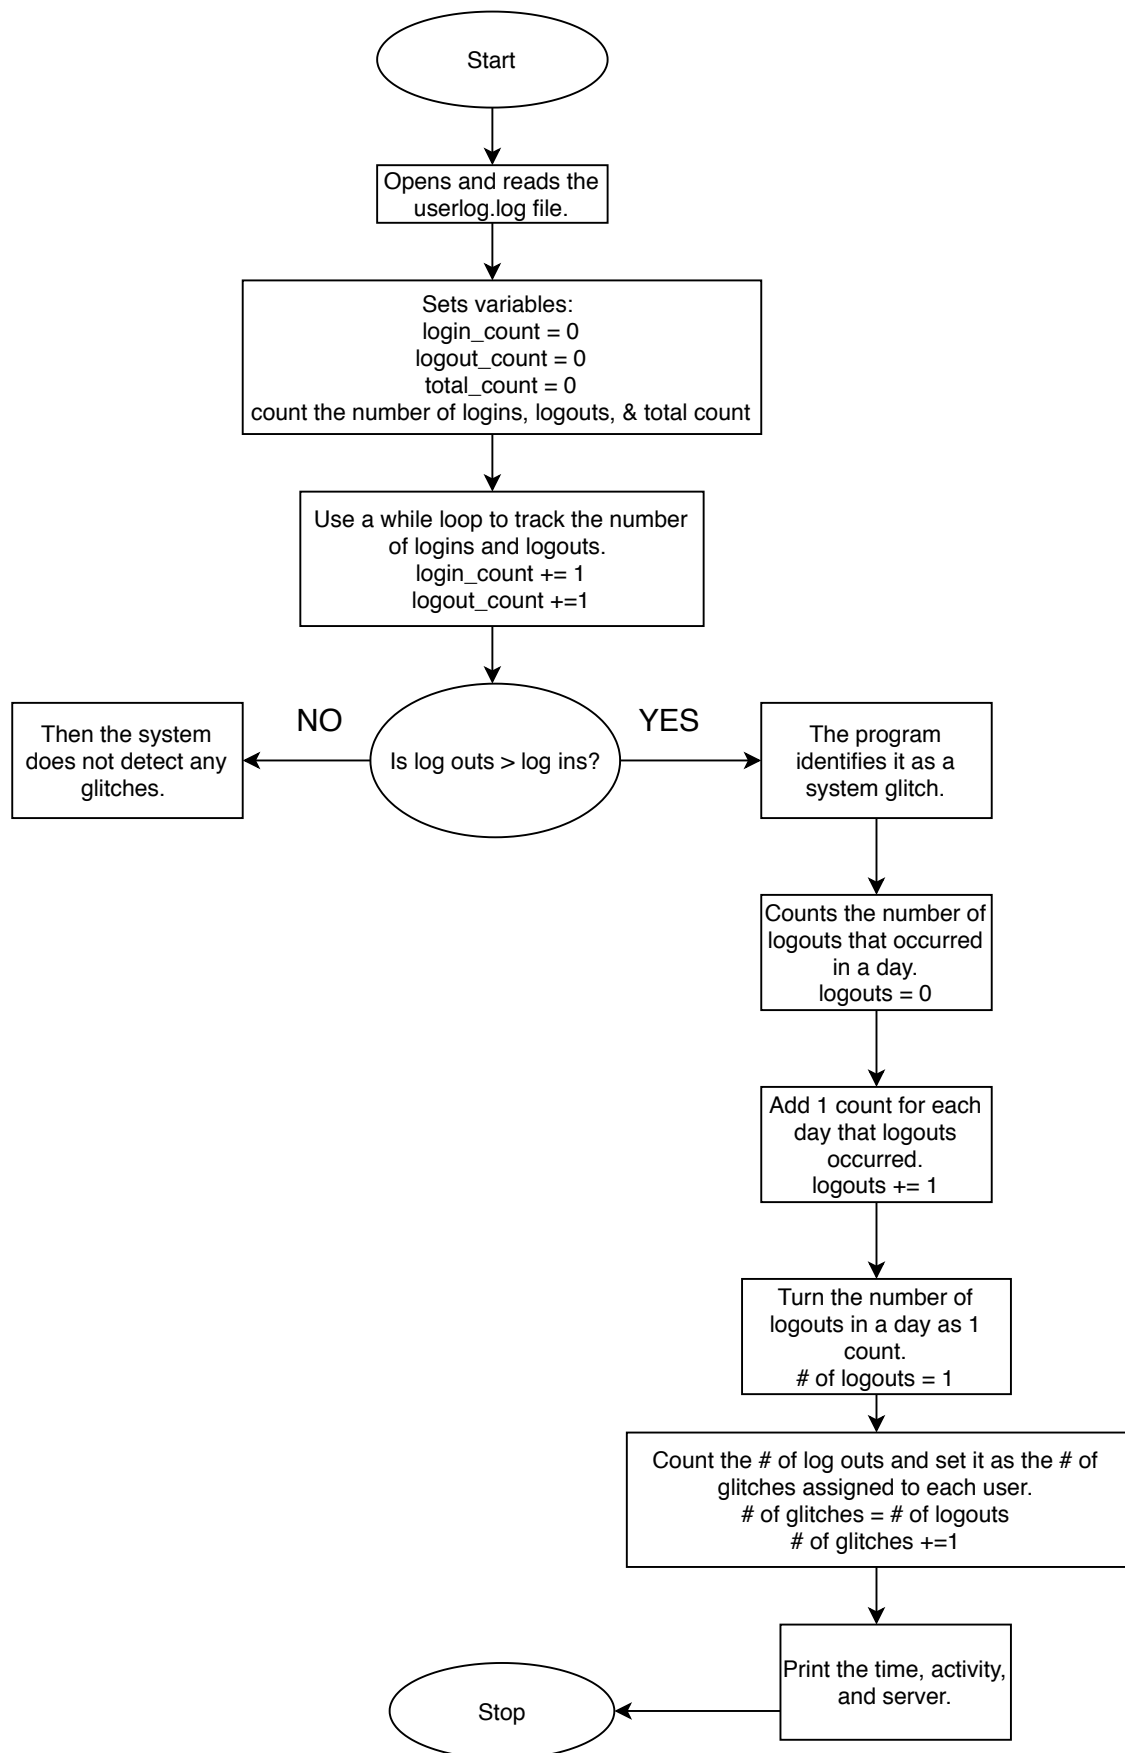 Start
Opens and reads the
userlog.log file.
Sets variables:
login_count = 0
logout_count = 0
total_count = 0
count the number of logins, logouts, & total count
Use a while loop to track the number
of logins and logouts.
login_count += 1
logout_count +=1
NO
YES
Then the system
does not detect any
glitches.
Is log outs > log ins?
The program
identifies it as a
system glitch.
Counts the number of
logouts that occurred
in a day.
logouts = 0
Add 1 count for each
day that logouts
occurred.
logouts += 1
Turn the number of
logouts in a day as 1
count.
# of logouts = 1
Count the # of log outs and set it as the # of
glitches assigned to each user.
# of glitches = # of logouts
# of glitches +=1
Print the time, activity,
and server.
Stop